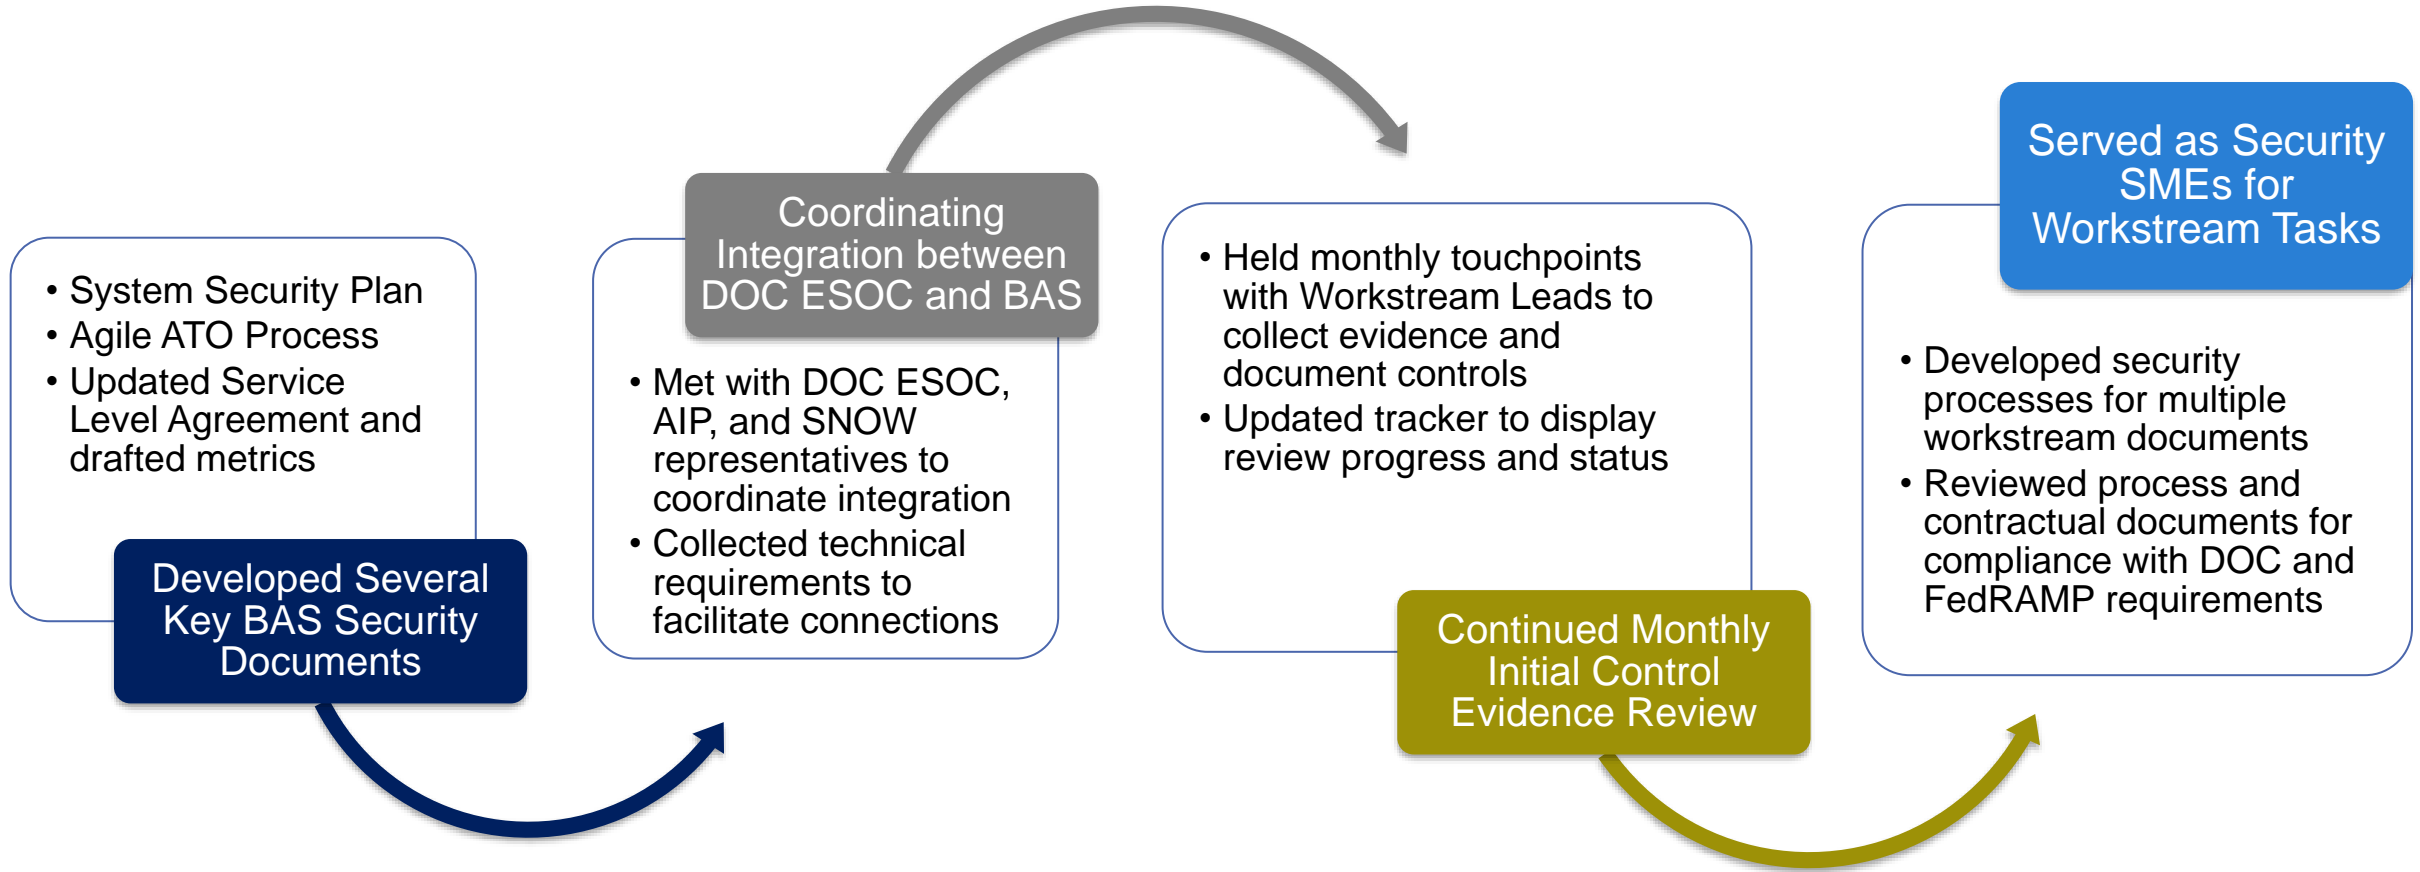 • System Security Plan
• Agile ATO Process
• Updated Service
Level Agreement and
drafted metrics
Developed Several
Key BAS Security
Documents
Coordinating
Integration between
DOC ESOC and BAS
• Met with DOC ESOC,
AIP, and SNOW
representatives to
coordinate integration
• Collected technical
requirements to
facilitate connections
• Held monthly touchpoints
with Workstream Leads to
collect evidence and
document controls
• Updated tracker to display
review progress and status
Continued Monthly
Initial Control
Evidence Review
Served as Security
SMEs for
Workstream Tasks
• Developed security
processes for multiple
workstream documents
• Reviewed process and
contractual documents for
compliance with DOC and
FedRAMP requirements